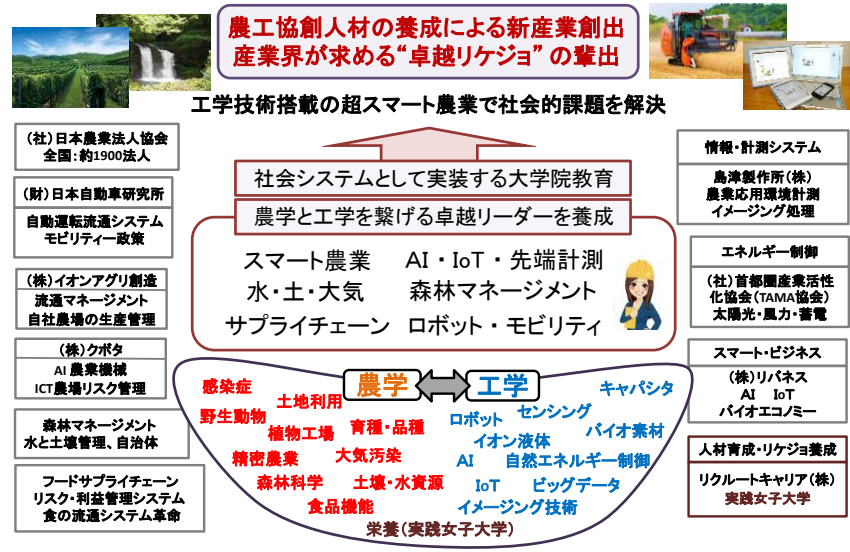 農工協創人材の養成による新産業創出
産業界が求める“卓越リケジョ” の輩出
工学技術搭載の超スマート農業で社会的課題を解決
(社)日本農業法人協会
全国:約1900法人
(財)日本自動車研究所
自動運転流通システム
モビリティー政策
(株)イオンアグリ創造
流通マネージメント
自社農場の生産管理
(株)クボタ
AI 農業機械
ICT農場リスク管理
森林マネージメント
水と土壌管理、自治体
フードサプライチェーン
リスク・利益管理システム
食の流通システム革命
社会システムとして実装する大学院教育
農学と工学を繋げる卓越リーダーを養成
スマート農業 AI・IoT・先端計測
水・土・大気 森林マネージメント
サプライチェーン ロボット・モビリティ
農学 工学
感染症
土地利用
野生動物
植物工場
育種・品種
精密農業
大気汚染
森林科学
土壌・水資源
食品機能
キャパシタ
センシング
ロボット
バイオ素材
イオン液体
AI
自然エネルギー制御
IoT
ビッグデータ
イメージング技術
栄養(実践女子大学)
情報・計測システム
島津製作所(株)
農業応用環境計測
イメージング処理
エネルギー制御
(社)首都圏産業活性
化協会(TAMA協会)
太陽光・風力・蓄電
スマート・ビジネス
(株)リバネス
AI IoT
バイオエコノミー
人材育成・リケジョ養成
リクルートキャリア(株)
実践女子大学